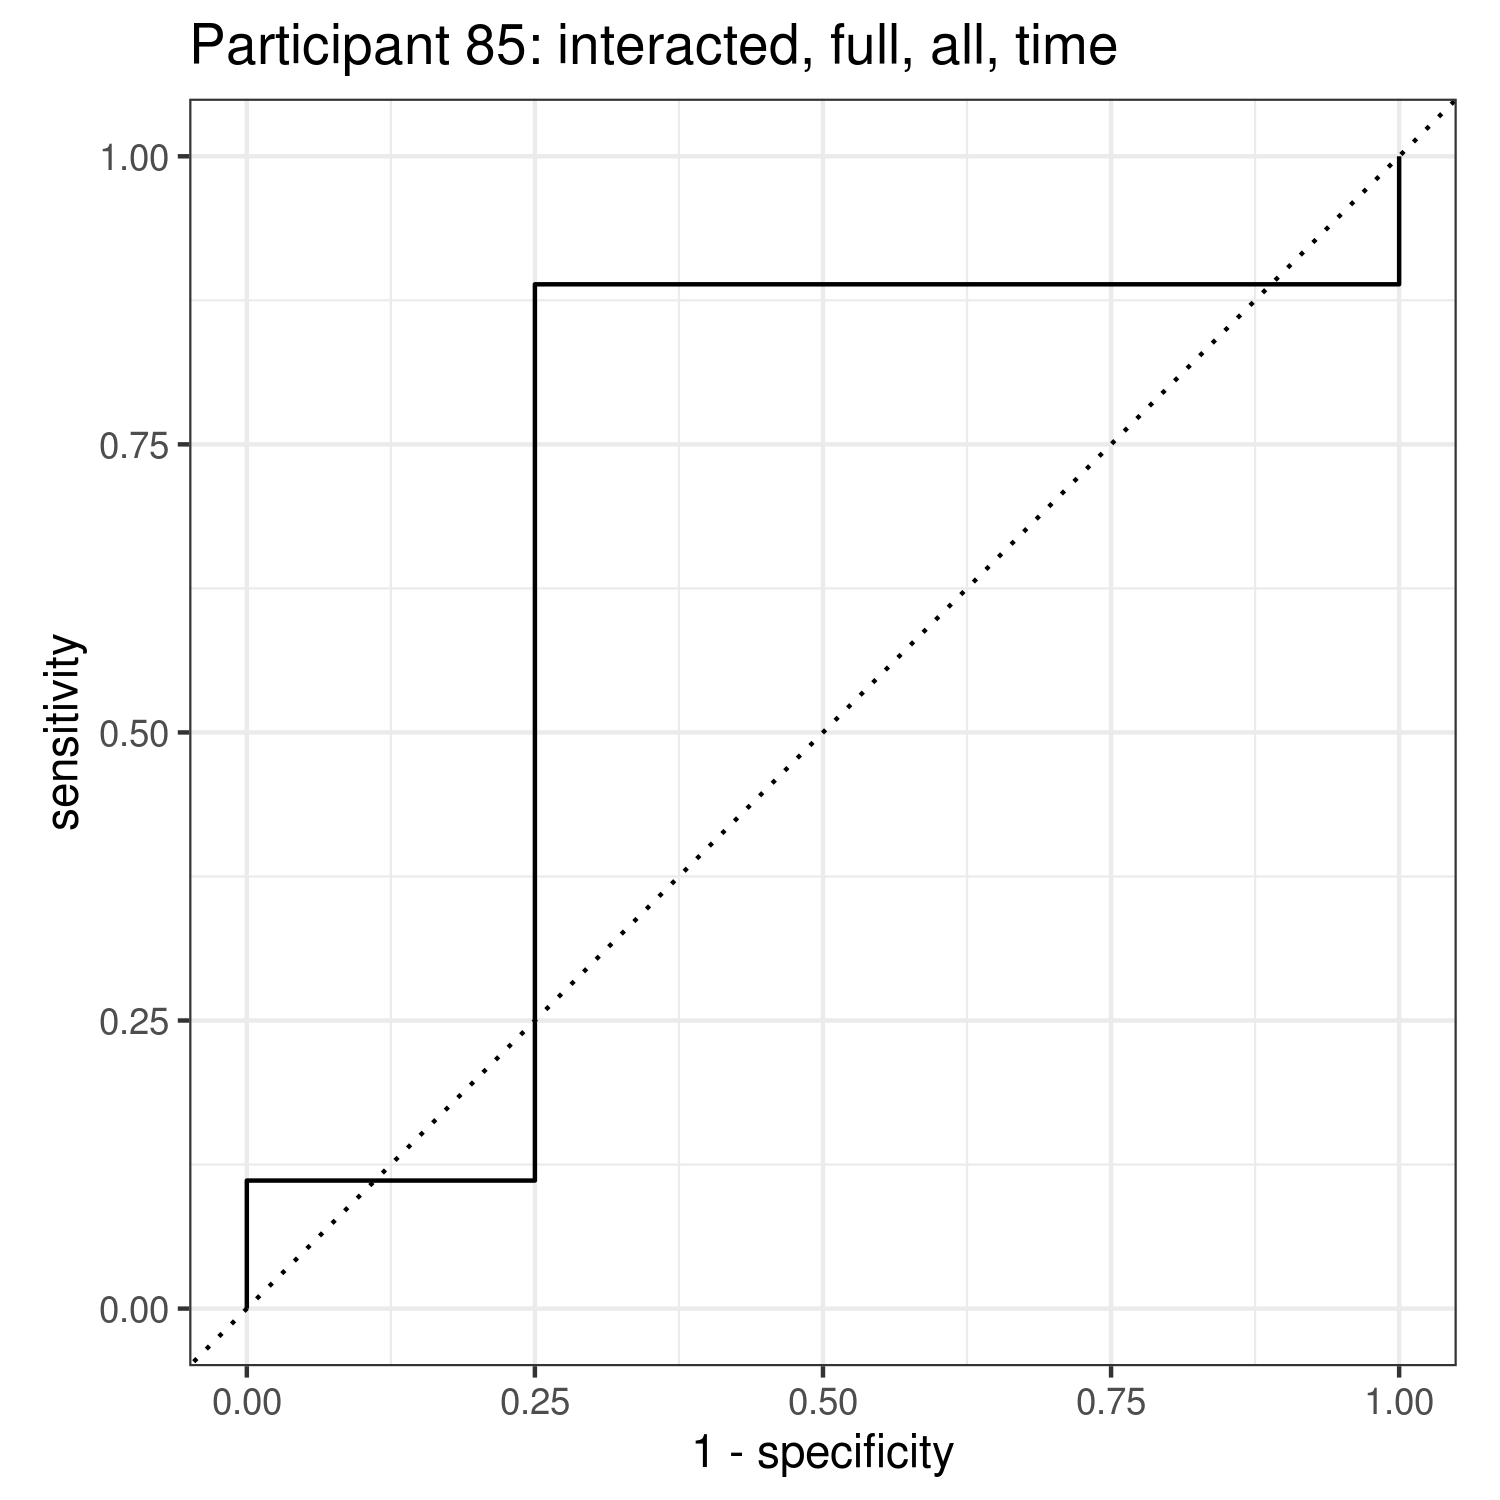 Participant 85: interacted, full, all, time
1.00
0.75
0.50
0.25
0.00
sensitivity
0.00 0.25 0.50 0.75 1.00
1 - specificity